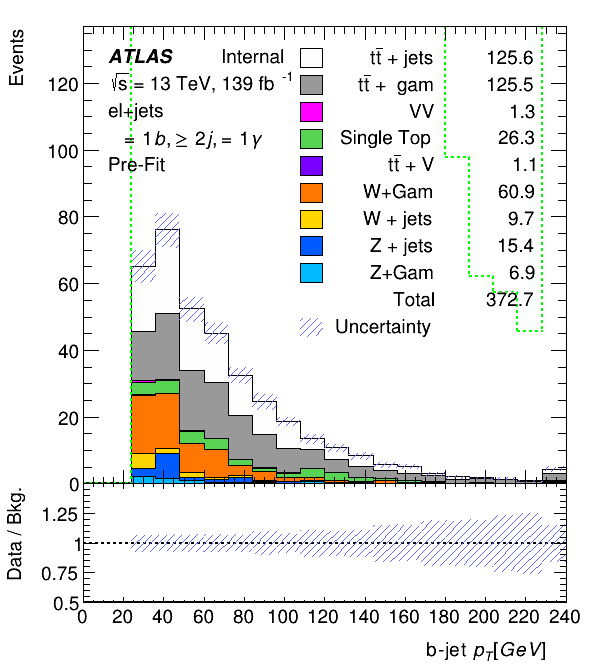 Events
ATLAS Internal
√s = 13 TeV, 139 fb⁻¹
el+jets
= 1b, ≥ 2j, = 1γ
Pre-Fit
tt̄ + jets 125.6
tt̄ + gam 125.5
VV 1.3
Single Top 26.3
tt̄ + V 1.1
W+Gam 60.9
W + jets 9.7
Z + jets 15.4
Z+Gam 6.9
Total 372.7
Uncertainty
120
100
80
60
40
20
0
Data / Bkg.
1.25
1
0.75
0.5
0 20 40 60 80 100 120 140 160 180 200 220 240
b-jet p_T[GeV]